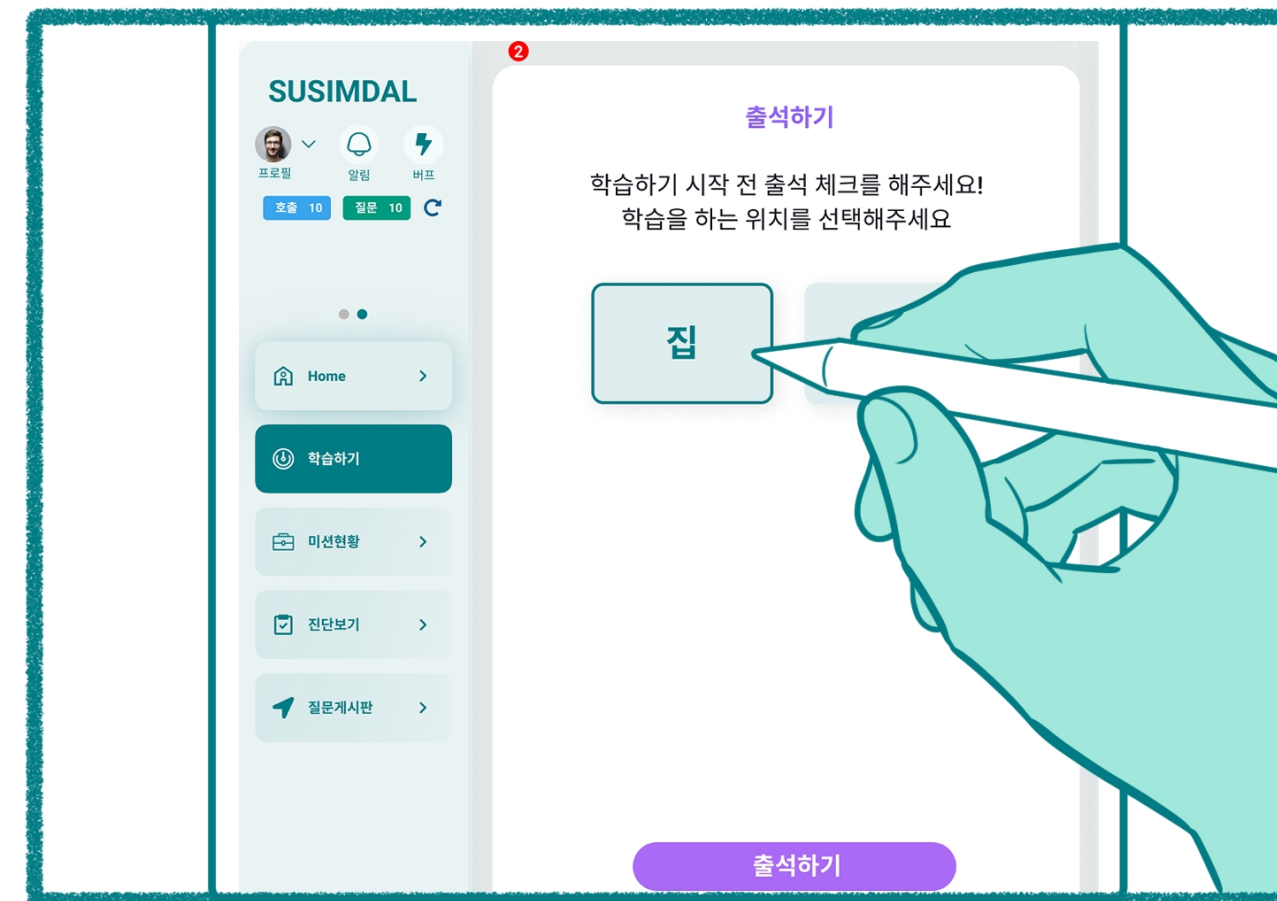 SUSIMDAL
프로필
알림
버프
호출 10
질문 10
Home
학습하기
미션현황
진단보기
질문게시판
2
출석하기
학습하기 시작 전 출석 체크를 해주세요!
학습을 하는 위치를 선택해주세요
집
출석하기